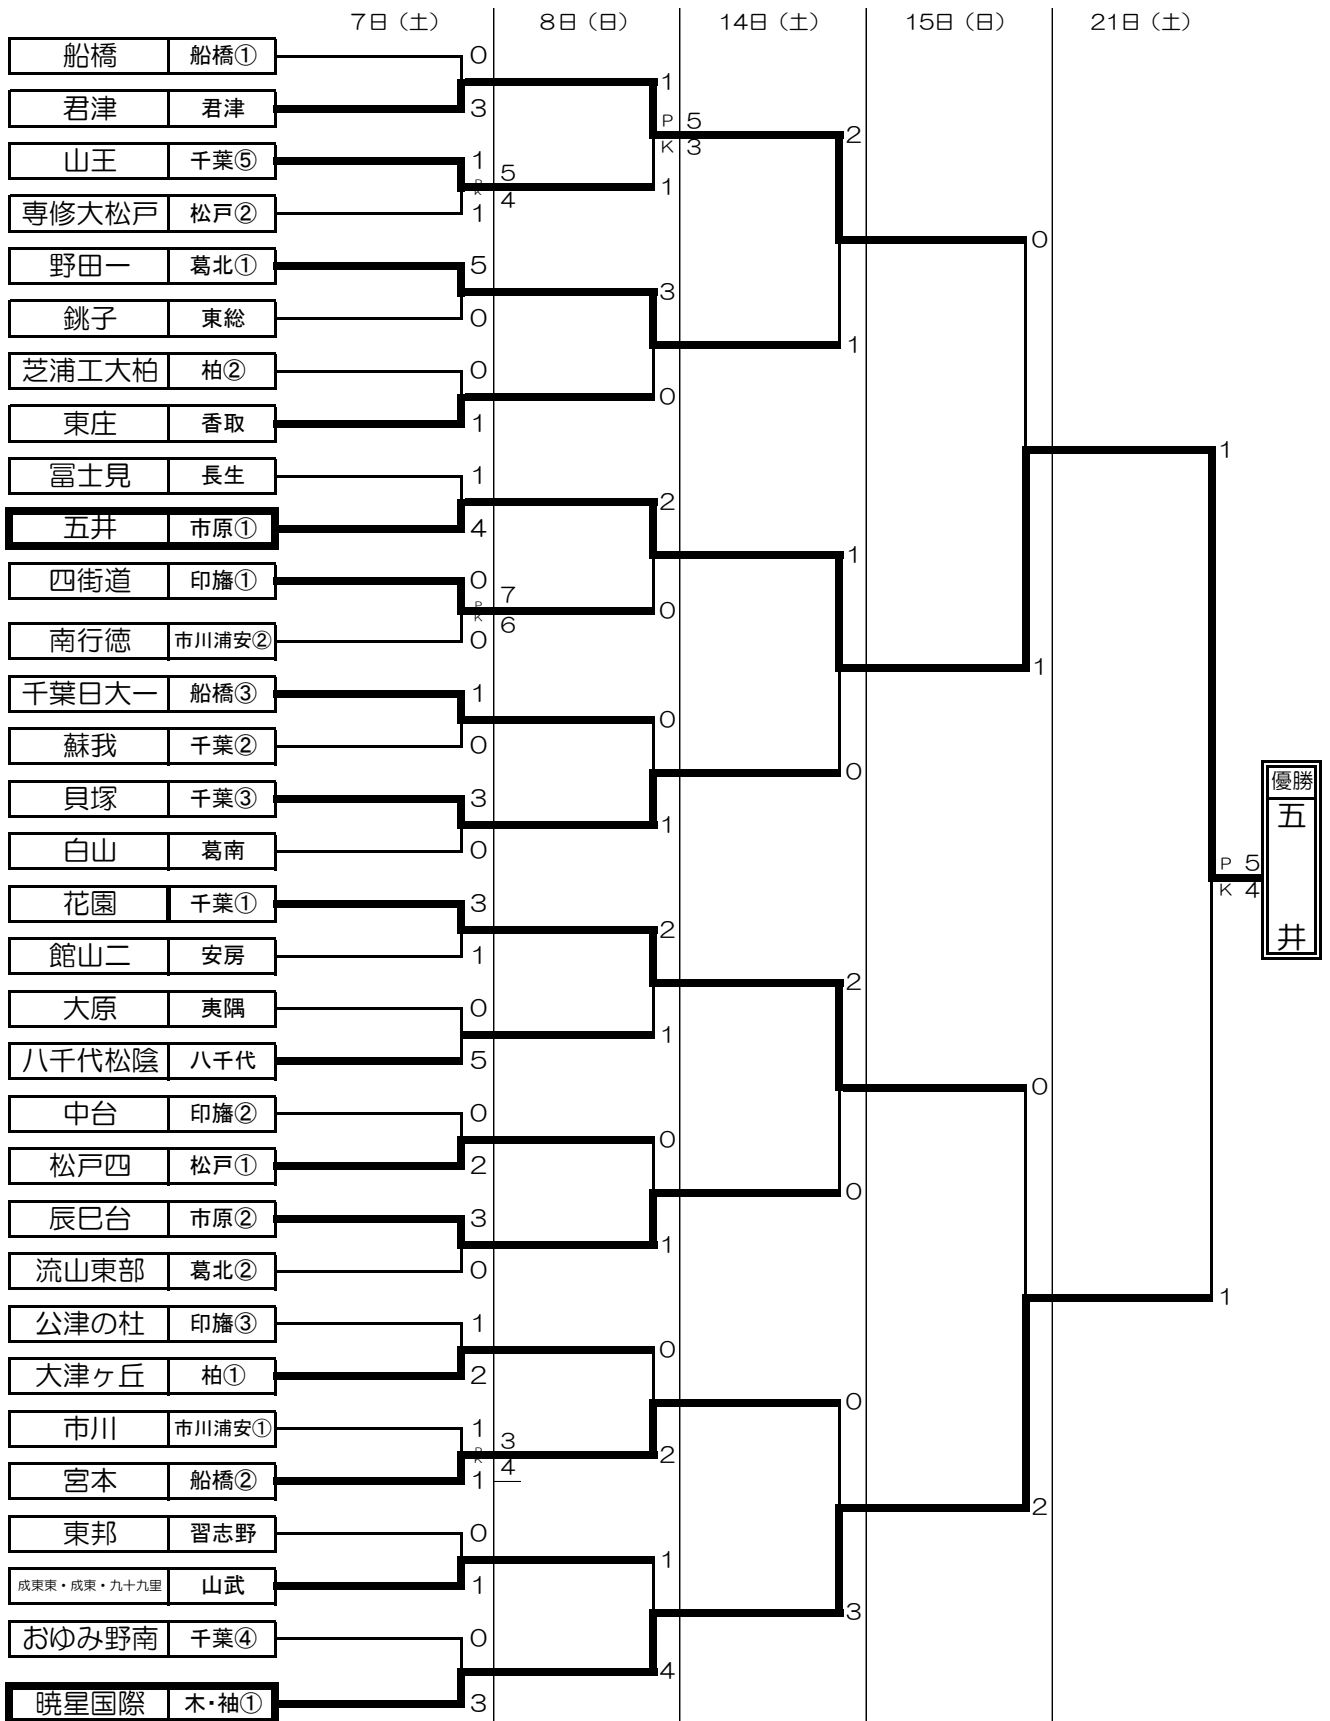 7日（土） 8日（日） 14日（土） 15日（日） 21日（土）
船橋 船橋① 0
1
君津 君津 3
P 5 2
K 3
山王 千葉⑤ 1
PK 5 1
4
専修大松戸 松戸② 1
0
野田一 葛北① 5
3
銚子 東総 0
1
芝浦工大柏 柏② 0
0
東庄 香取 1
1
冨士見 長生 1
2
五井 市原① 4
1
四街道 印旛① 0
PK 7 0
6
南行徳 市川浦安② 0
1
千葉日大一 船橋③ 1
0
蘇我 千葉② 0
0
貝塚 千葉③ 3
1
白山 葛南 0
優勝
五井
P 5
K 4
花園 千葉① 3
2
館山二 安房 1
2
大原 夷隅 0
1
八千代松陰 八千代 5
0
中台 印旛② 0
0
松戸四 松戸① 2
0
辰巳台 市原② 3
1
流山東部 葛北② 0
1
公津の杜 印旛③ 1
0
大津ヶ丘 柏① 2
0
市川 市川浦安① 1
PK 3 2
4
宮本 船橋② 1
2
東邦 習志野 0
1
成東東・成東・九十九里 山武 1
3
おゆみ野南 千葉④ 0
4
暁星国際 木・袖① 3